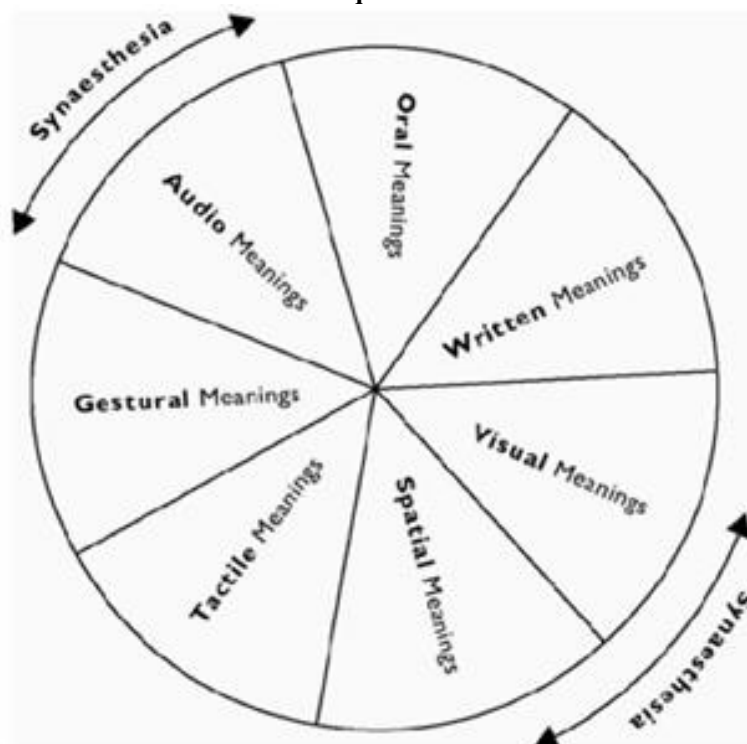 Synaesthesia
Oral Meanings
Audio Meanings
Written Meanings
Gestural Meanings
Visual Meanings
Tactile Meanings
Spatial Meanings
Synaesthesia